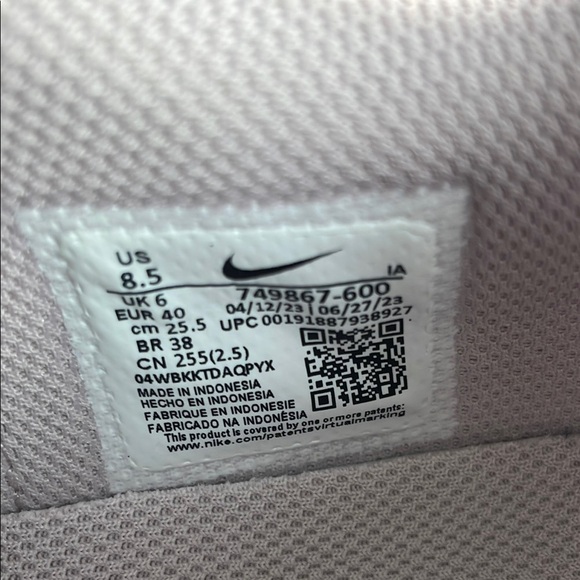 US
8.5
IA
UK 6
749867-600
EUR 40
04/12/23 | 06/27/23
cm 25.5
UPC 00191887938927
BR 38
CN 255(2.5)
04WBKKTDAQPYX
MADE IN INDONESIA
HECHO EN INDONESIA
FABRIQUE EN INDONESIE
FABRICADO NA INDONÉSIA
This product is covered by one or more patents:
www.nike.com/patentsvirtualmarking